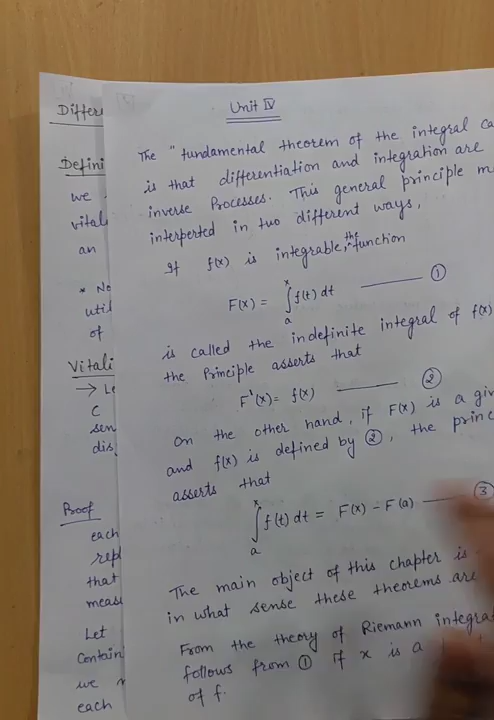 Unit IV
The "fundamental theorem of the integral ca
is that differentiation and integration are
inverse Processes. This general principle m
interperted in two different ways,
If f(x) is integrable, the function
F(x) = ∫ₐˣ f(t) dt ——— ①
is called the indefinite integral of f(x)
the Principle asserts that
F'(x) = f(x) ——— ②
On the other hand, if F(x) is a giv
and f(x) is defined by ②, the princ
asserts that
∫ₐˣ f(t) dt = F(x) - F(a) ——— ③
The main object of this chapter is
in what sense these theorems are
From the theory of Riemann integra
follows from ① if x is a
of f.
Differ
Defini
we
vital
an
* No
util
of
Vitali
→ Le
C
sen
dis
Proof
each
repl
that
measu
Let
Contain
we
each